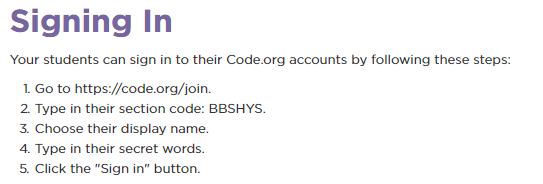 Signing In
Your students can sign in to their Code.org accounts by following these steps:
1. Go to https://code.org/join.
2. Type in their section code: BBSHYS.
3. Choose their display name.
4. Type in their secret words.
5. Click the "Sign in" button.